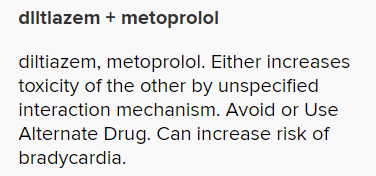 diltiazem + metoprolol
diltiazem, metoprolol. Either increases
toxicity of the other by unspecified
interaction mechanism. Avoid or Use
Alternate Drug. Can increase risk of
bradycardia.